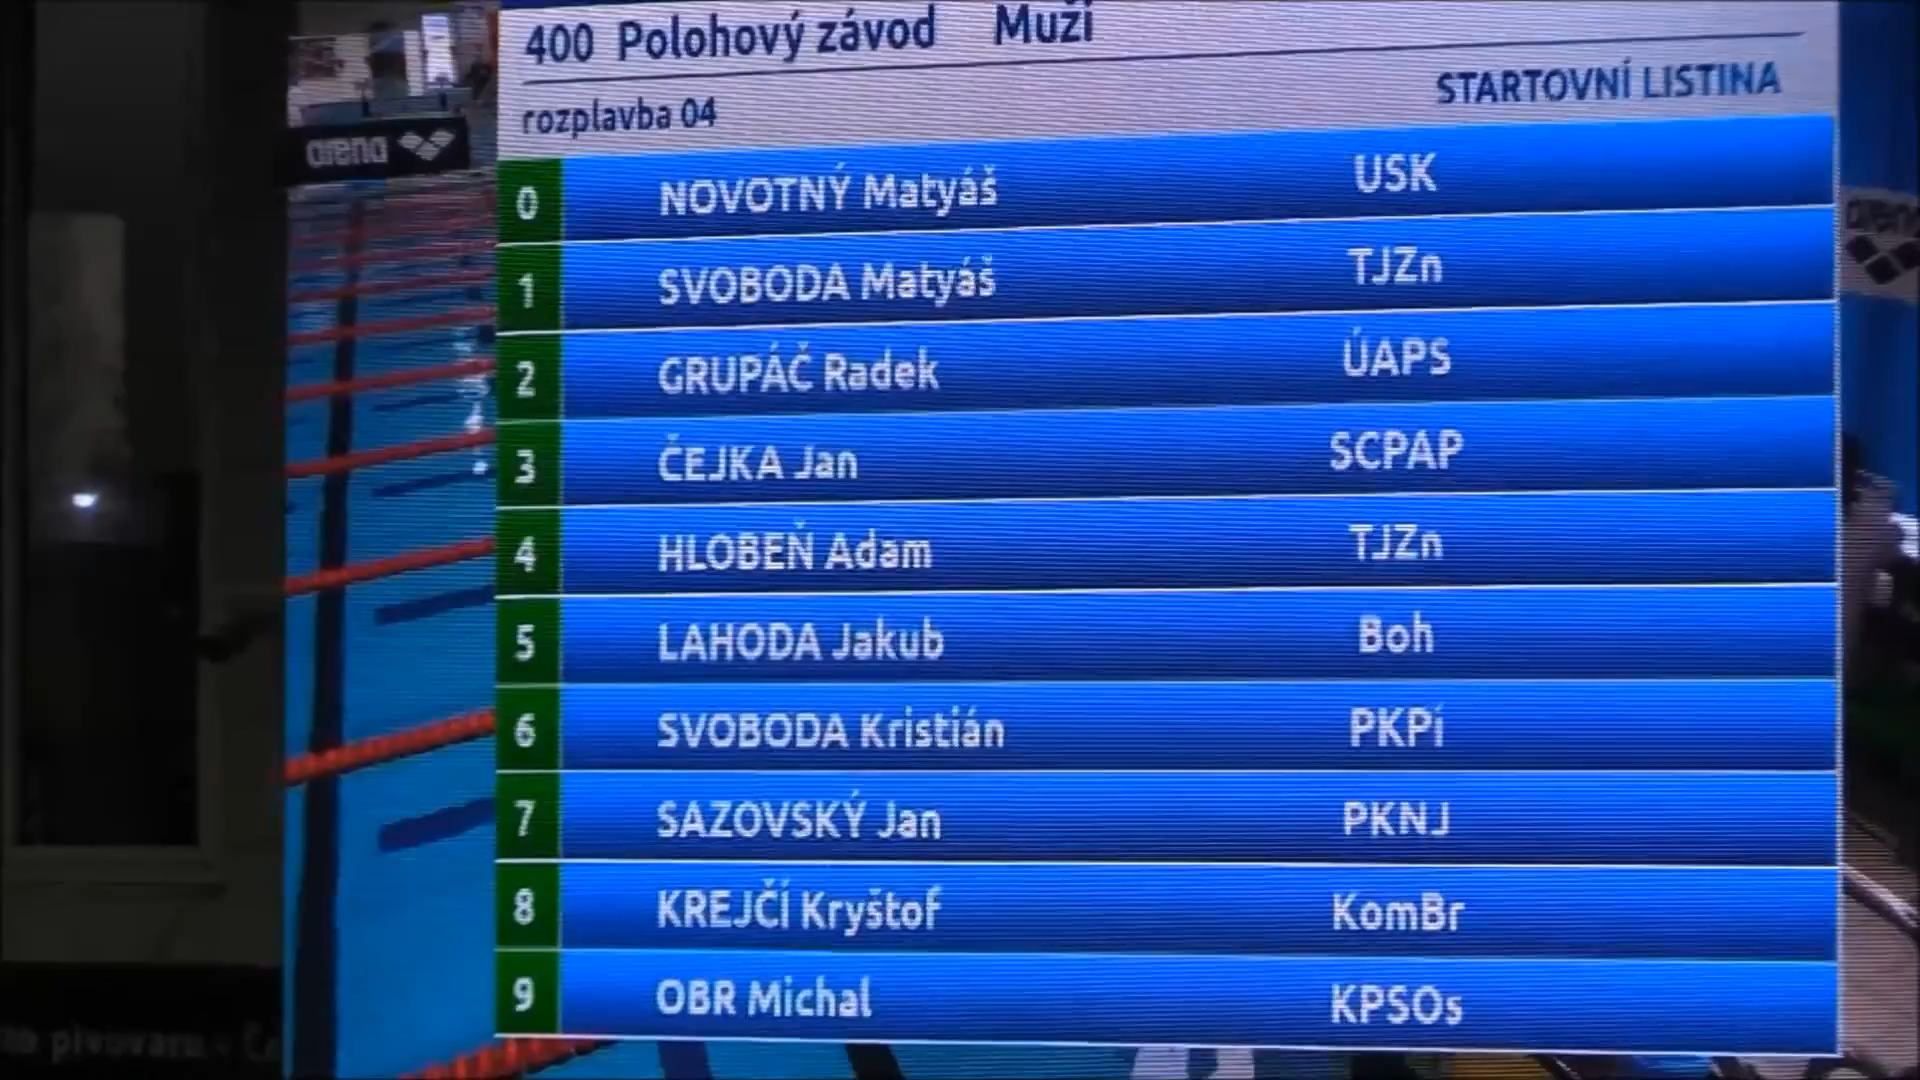 400 Polohový závod Muži
STARTOVNÍ LISTINA
rozplavba 04
arena
0 NOVOTNÝ Matyáš USK
1 SVOBODA Matyáš TJZn
2 GRUPÁČ Radek ÚAPS
3 ČEJKA Jan SCPAP
4 HLOBEŇ Adam TJZn
5 LAHODA Jakub Boh
6 SVOBODA Kristián PKPí
7 SAZOVSKÝ Jan PKNJ
8 KREJČÍ Kryštof KomBr
9 OBR Michal KPSOs
arena